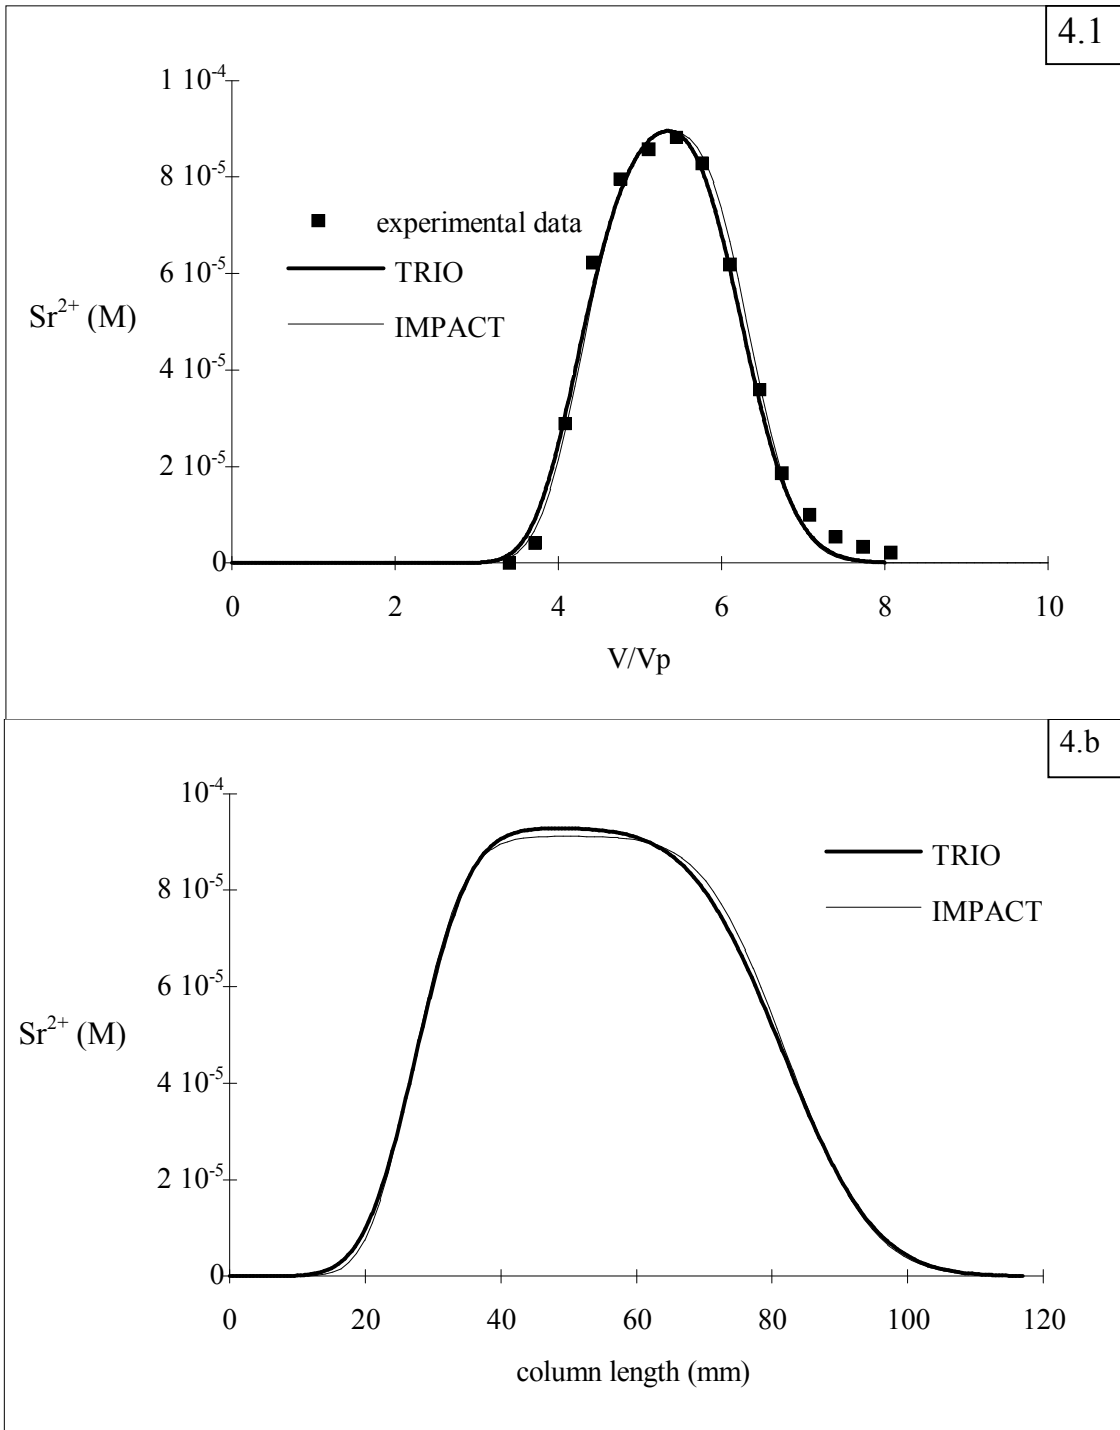 4.1
1 10-4
8 10-5
6 10-5
4 10-5
2 10-5
0
experimental data
TRIO
IMPACT
Sr2+ (M)
0 2 4 6 8 10
V/Vp
4.b
10-4
8 10-5
6 10-5
4 10-5
2 10-5
0
TRIO
IMPACT
Sr2+ (M)
0 20 40 60 80 100 120
column length (mm)